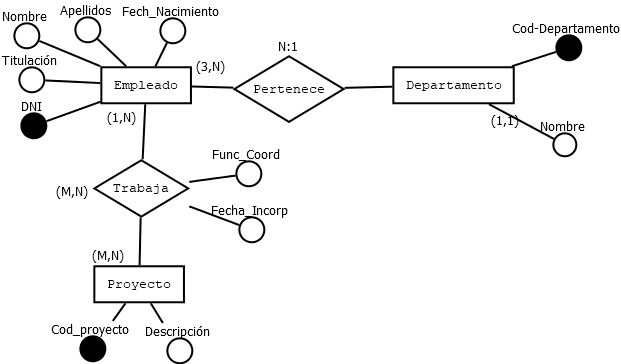 Nombre
Apellidos
Fech_Nacimiento
Cod-Departamento
Titulación
(3,N)
N:1
Empleado
Pertenece
Departamento
DNI
(1,N)
(1,1)
Nombre
Func_Coord
(M,N)
Trabaja
Fecha_Incorp
(M,N)
Proyecto
Cod_proyecto
Descripción